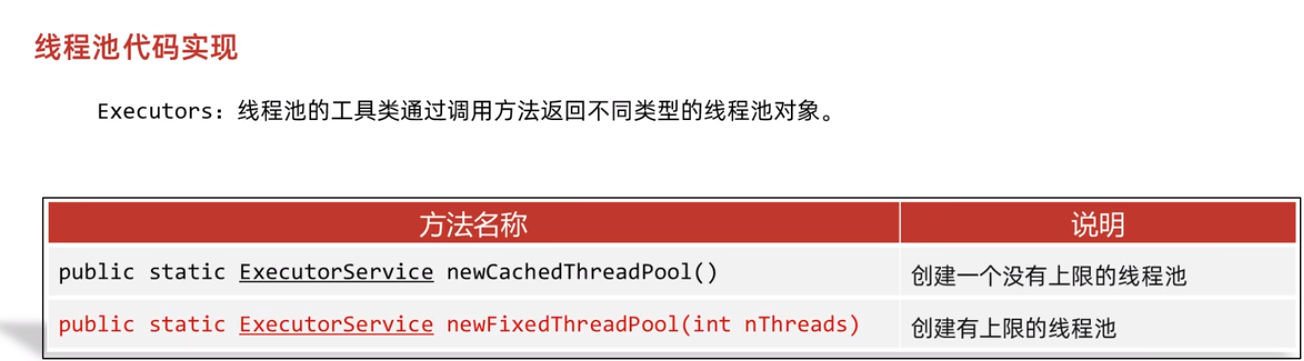 线程池代码实现
Executors：线程池的工具类通过调用方法返回不同类型的线程池对象。
方法名称 说明
public static ExecutorService newCachedThreadPool() 创建一个没有上限的线程池
public static ExecutorService newFixedThreadPool(int nThreads) 创建有上限的线程池